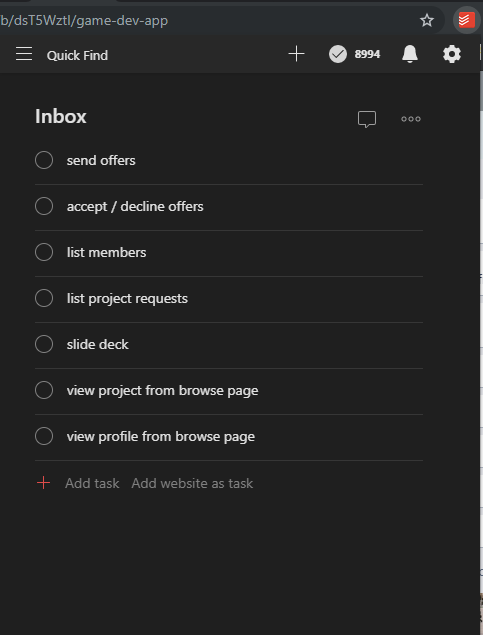 b/dsT5WztI/game-dev-app
Quick Find
8994
Inbox
send offers
accept / decline offers
list members
list project requests
slide deck
view project from browse page
view profile from browse page
Add task Add website as task